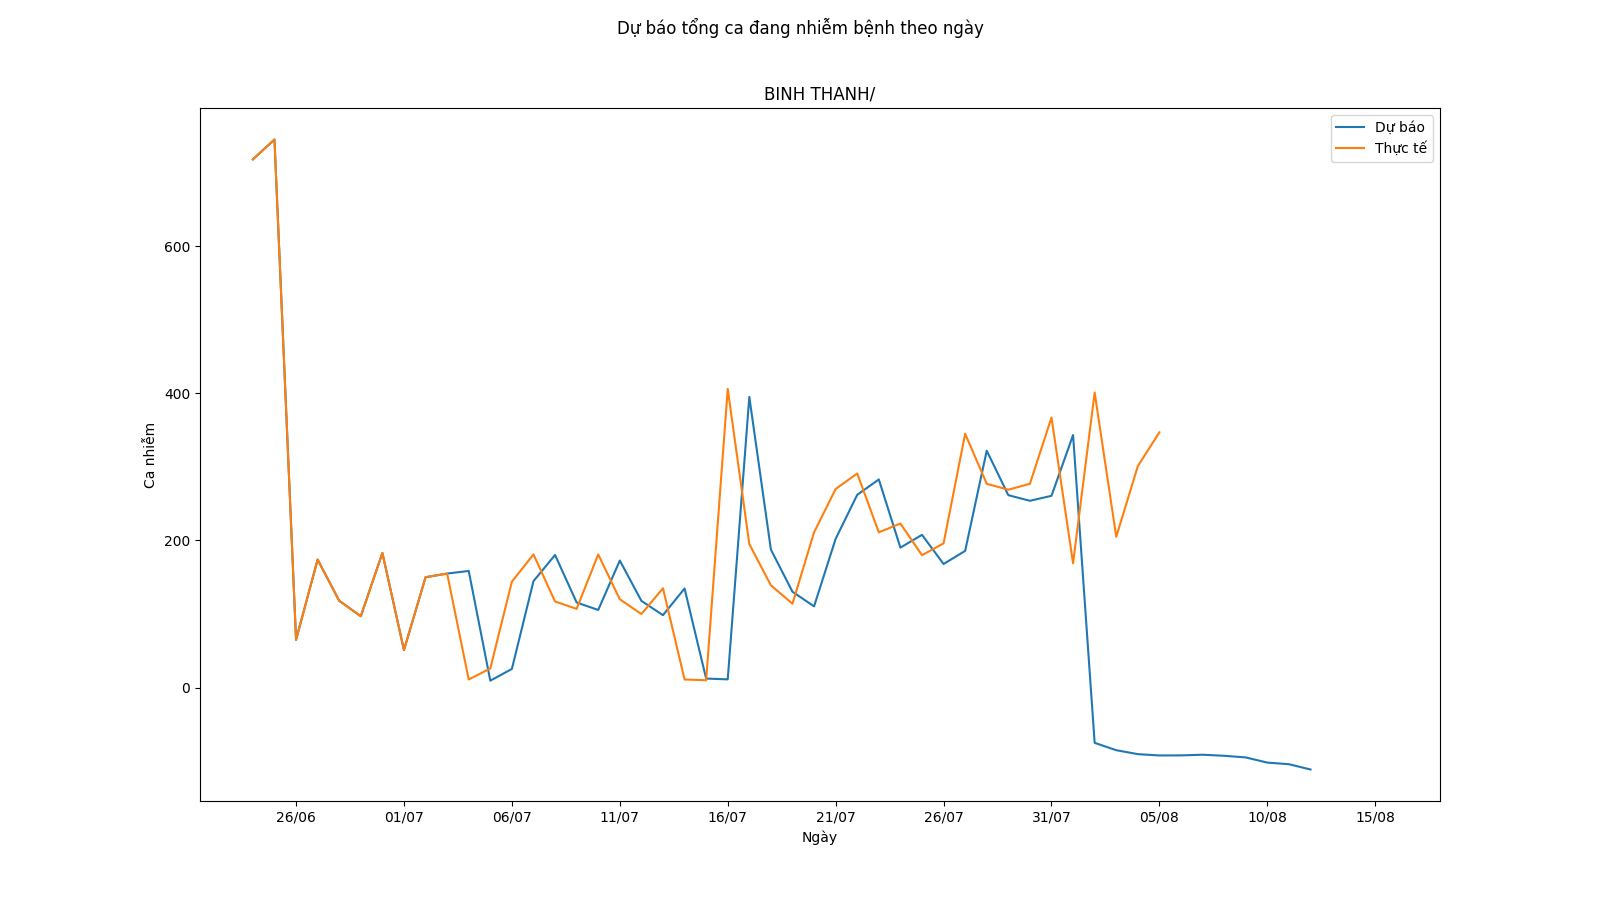 Dự báo tổng ca đang nhiễm bệnh theo ngày
BINH THANH/
Dự báo
Thực tế
600
400
200
0
Ca nhiễm
26/06 01/07 06/07 11/07 16/07 21/07 26/07 31/07 05/08 10/08 15/08
Ngày